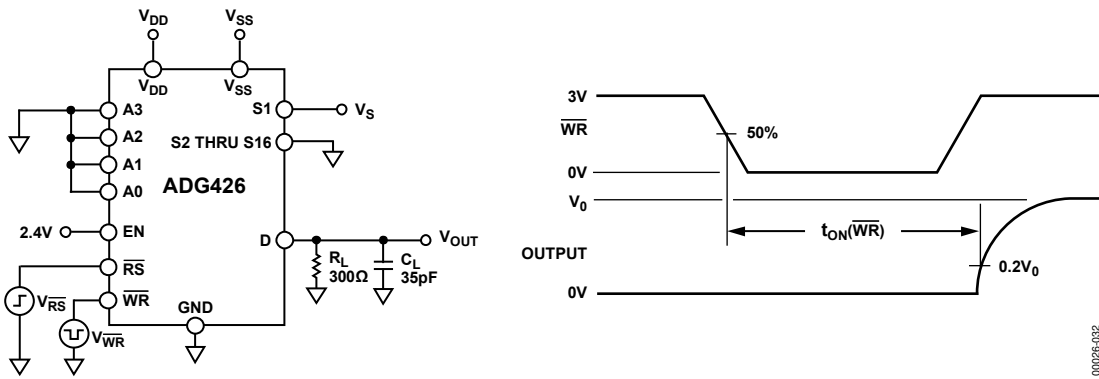 VDD
VSS
VDD
VSS
A3
A2
A1
A0
S1
VS
S2 THRU S16
ADG426
2.4V
EN
D
VOUT
RL
300Ω
CL
35pF
RS
VRS
WR
VWR
GND
3V
WR
50%
0V
V0
tON(WR)
OUTPUT
0.2V0
0V
00026-032